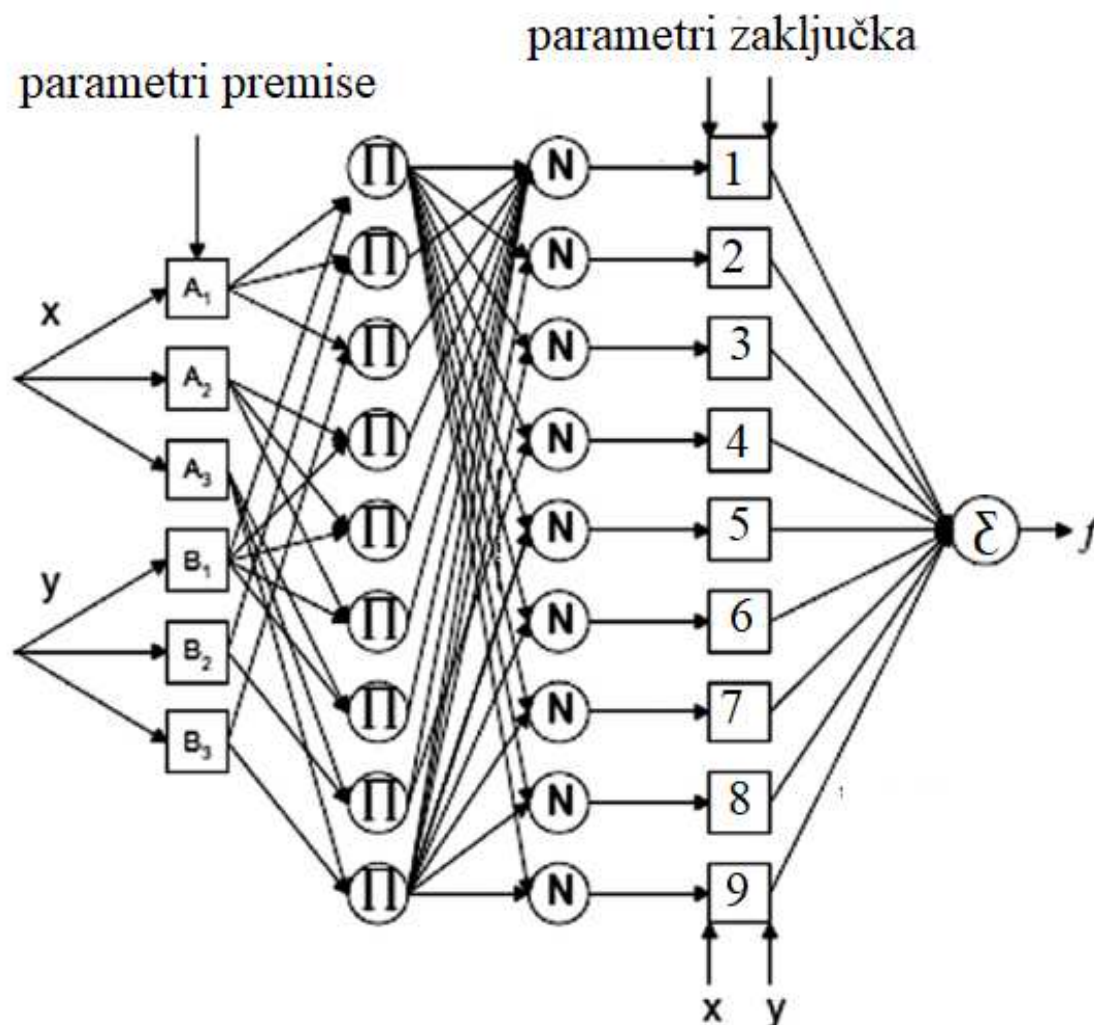 parametri zaključka
parametri premise
x
y
A₁
A₂
A₃
B₁
B₂
B₃
∏
∏
∏
∏
∏
∏
∏
∏
∏
N
N
N
N
N
N
N
N
N
1
2
3
4
5
6
7
8
9
Σ
f
x y